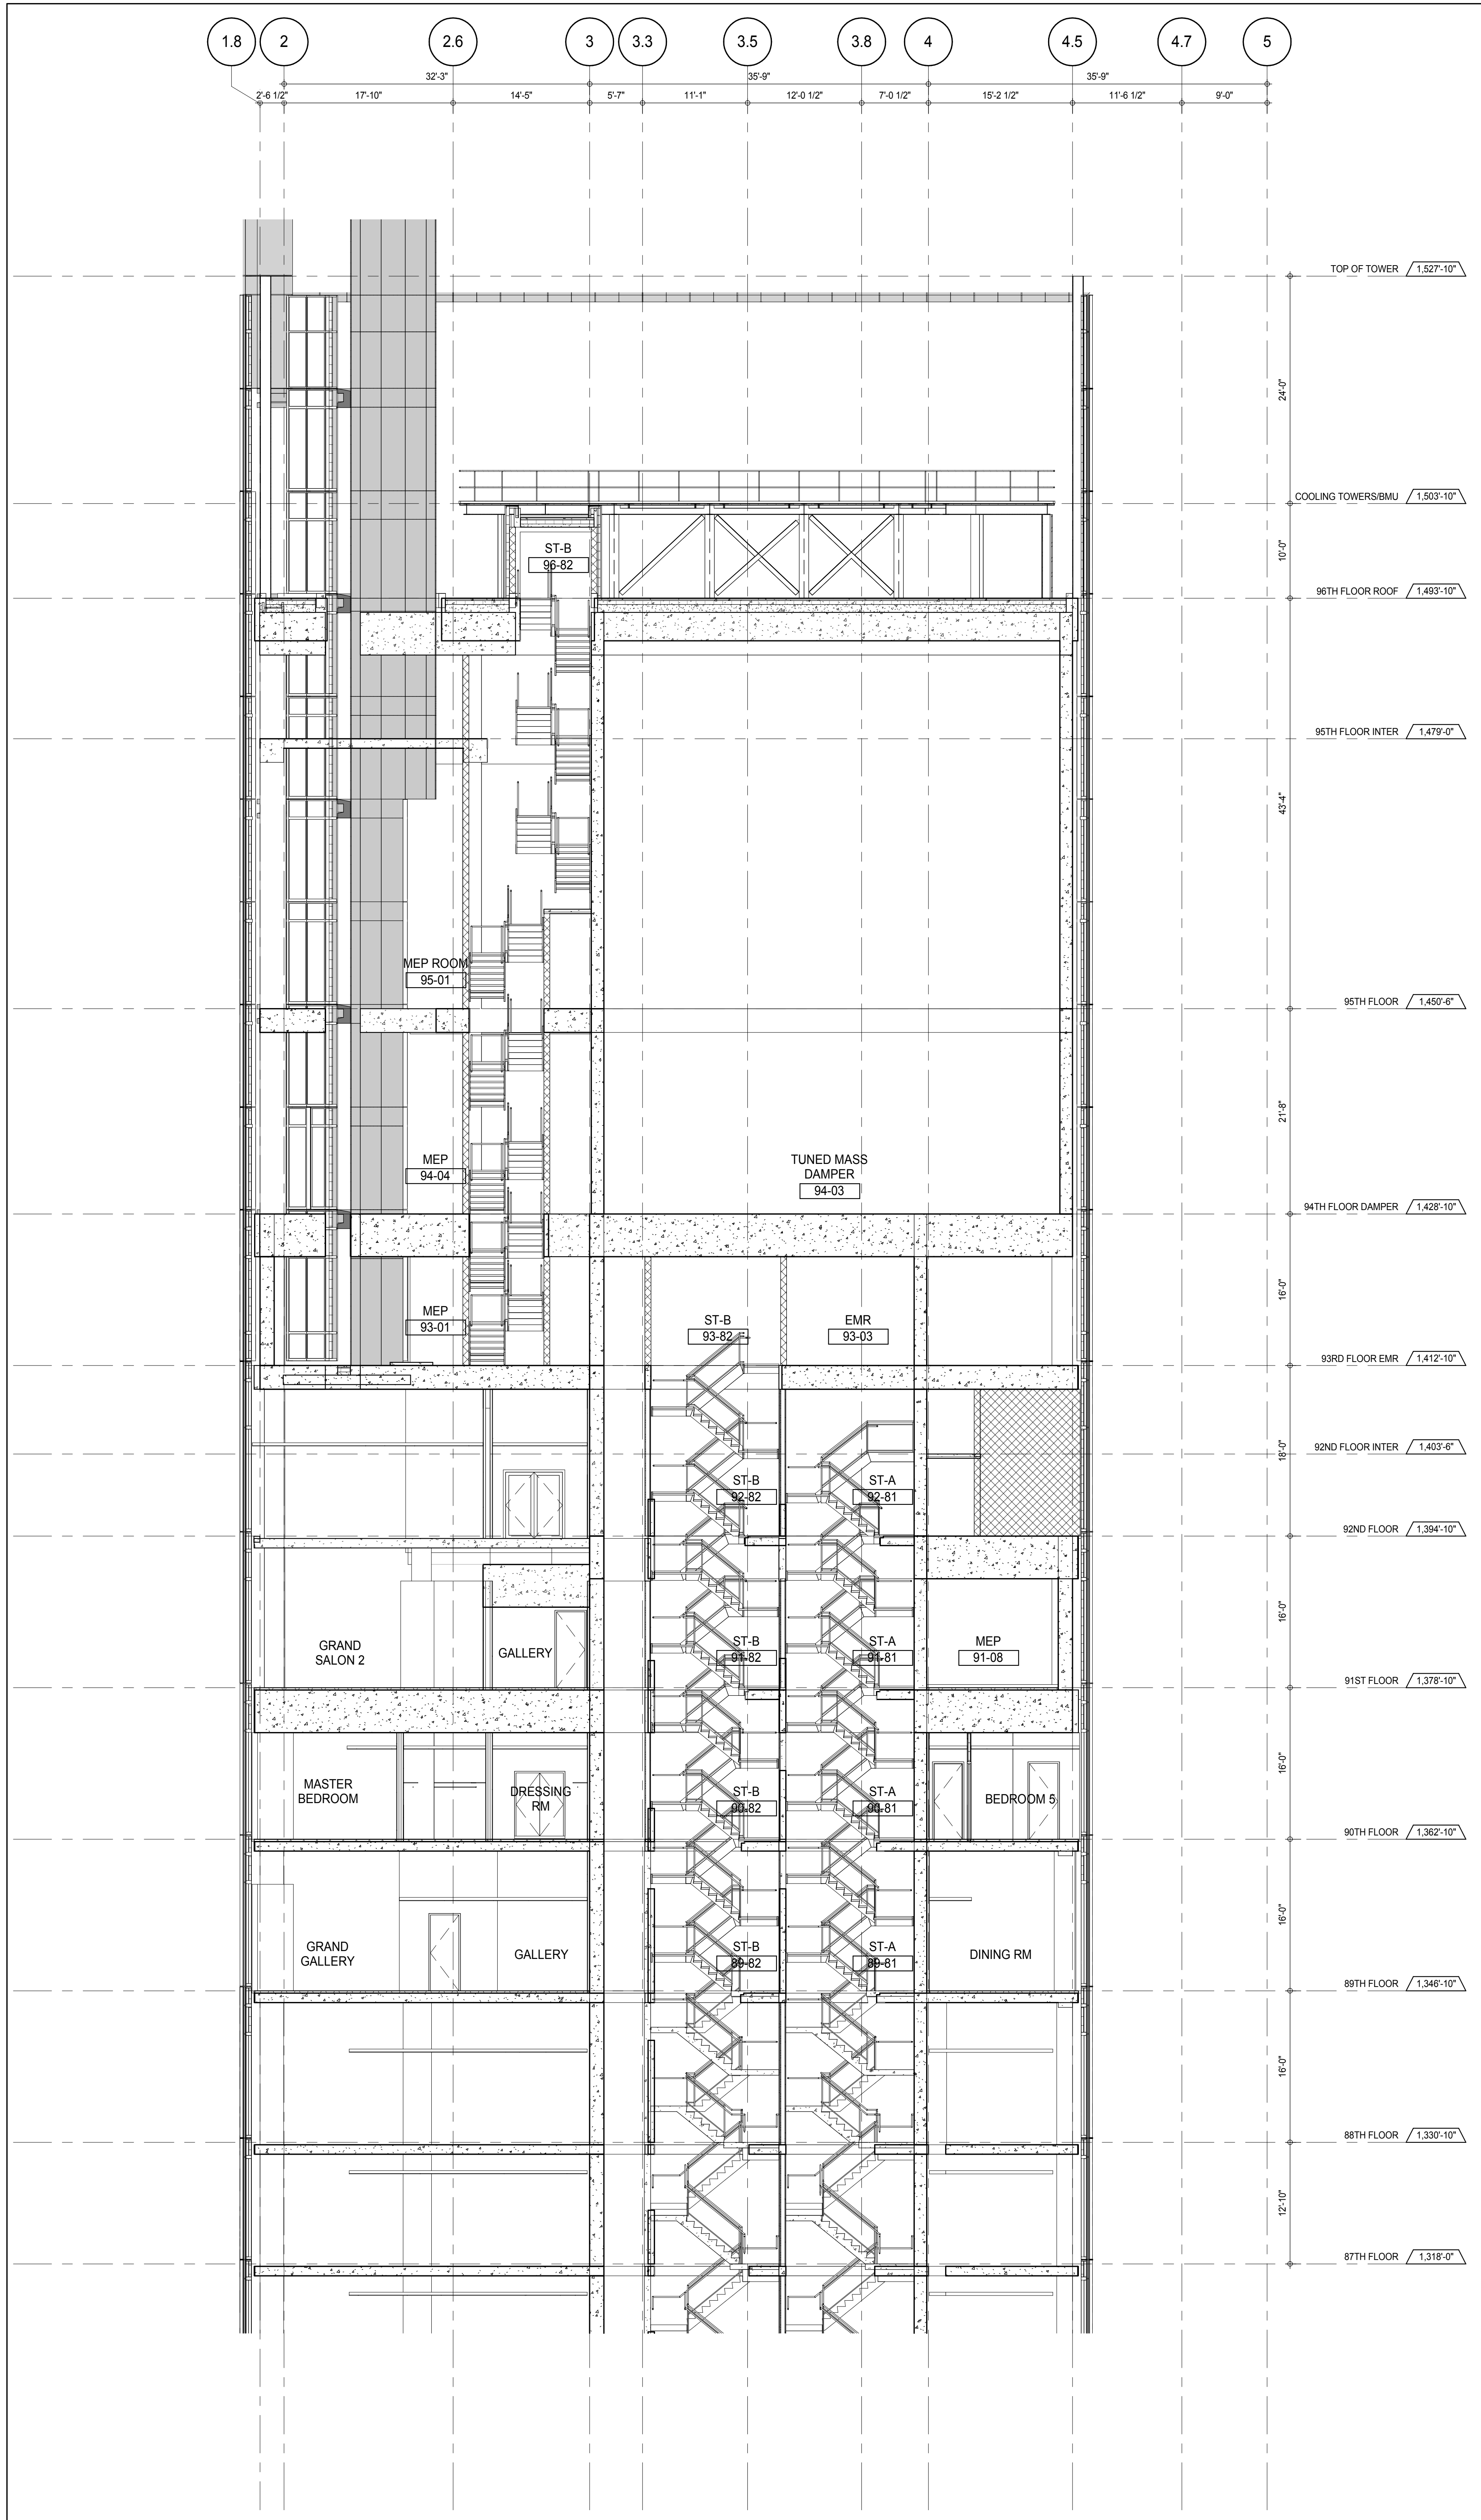 1.8 2 2.6 3 3.3 3.5 3.8 4 4.5 4.7 5
32'-3" 35'-9" 35'-9"
2'-6 1/2" 17'-10" 14'-5" 5'-7" 11'-1" 12'-0 1/2" 7'-0 1/2" 15'-2 1/2" 11'-6 1/2" 9'-0"
TOP OF TOWER 1,527'-10"
24'-0"
COOLING TOWERS/BMU 1,503'-10"
ST-B
96-82
10'-0"
96TH FLOOR ROOF 1,493'-10"
95TH FLOOR INTER 1,479'-0"
43'-4"
MEP ROOM
95-01
95TH FLOOR 1,450'-6"
21'-8"
MEP
94-04
TUNED MASS
DAMPER
94-03
94TH FLOOR DAMPER 1,428'-10"
16'-0"
MEP
93-01
ST-B
93-82
EMR
93-03
93RD FLOOR EMR 1,412'-10"
92ND FLOOR INTER 1,403'-6"
18'-0"
ST-B
92-82
ST-A
92-81
92ND FLOOR 1,394'-10"
16'-0"
GRAND
SALON 2
GALLERY
ST-B
91-82
ST-A
91-81
MEP
91-08
91ST FLOOR 1,378'-10"
16'-0"
MASTER
BEDROOM
DRESSING
RM
ST-B
90-82
ST-A
90-81
BEDROOM 5
90TH FLOOR 1,362'-10"
16'-0"
GRAND
GALLERY
GALLERY
ST-B
89-82
ST-A
89-81
DINING RM
89TH FLOOR 1,346'-10"
16'-0"
88TH FLOOR 1,330'-10"
12'-10"
87TH FLOOR 1,318'-0"